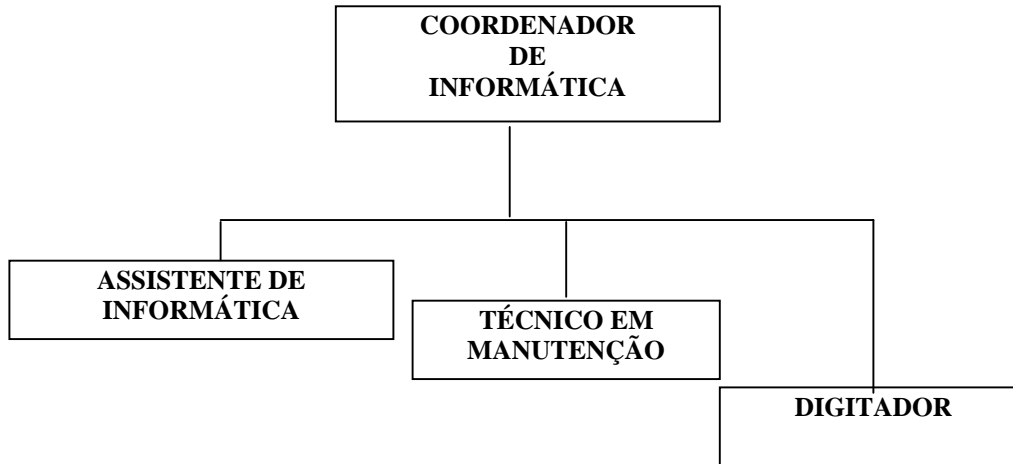 COORDENADOR
DE
INFORMÁTICA
ASSISTENTE DE
INFORMÁTICA
TÉCNICO EM
MANUTENÇÃO
DIGITADOR